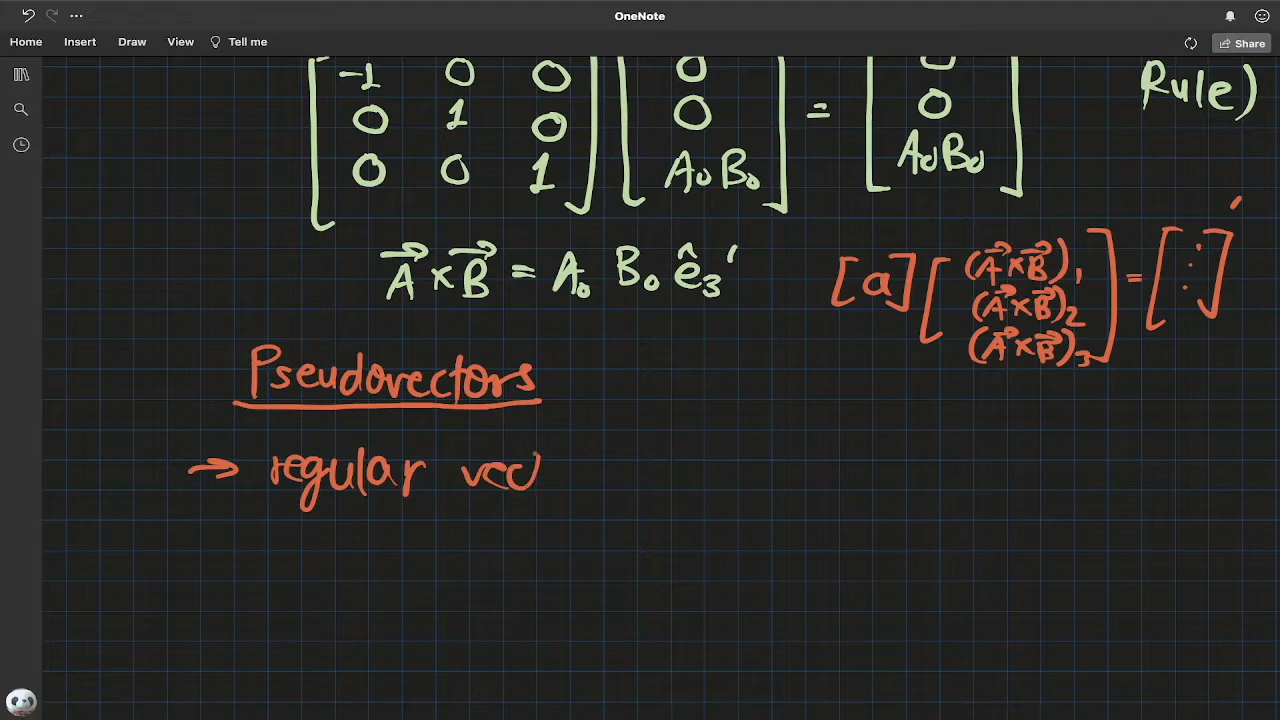 OneNote
Home Insert Draw View Tell me Share
-1 0 0 0
0 1 0 0 = 0
0 0 1 A₀B₀ A₀B₀
Rule)
A⃗ × B⃗ = A₀ B₀ ê₃'
[a] [ (A⃗×B⃗)₁ (A⃗×B⃗)₂ (A⃗×B⃗)₃ ] = [ ⋮ ]'
Pseudovectors
→ regular vec